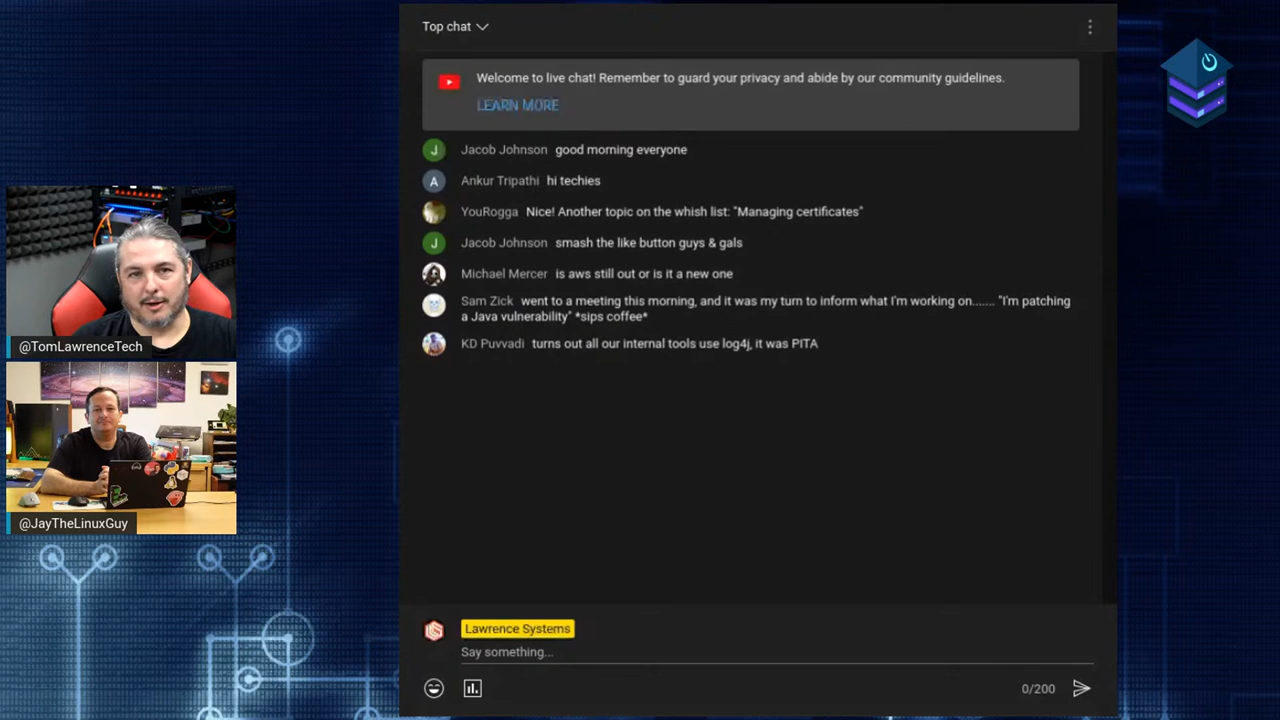 Top chat
Welcome to live chat! Remember to guard your privacy and abide by our community guidelines.
LEARN MORE
J Jacob Johnson good morning everyone
A Ankur Tripathi hi techies
YouRogga Nice! Another topic on the whish list: "Managing certificates"
J Jacob Johnson smash the like button guys & gals
Michael Mercer is aws still out or is it a new one
Sam Zick went to a meeting this morning, and it was my turn to inform what I'm working on....... "I'm patching
a Java vulnerability" *sips coffee*
KD Puvvadi turns out all our internal tools use log4j, it was PITA
@TomLawrenceTech
@JayTheLinuxGuy
Lawrence Systems
Say something...
0/200